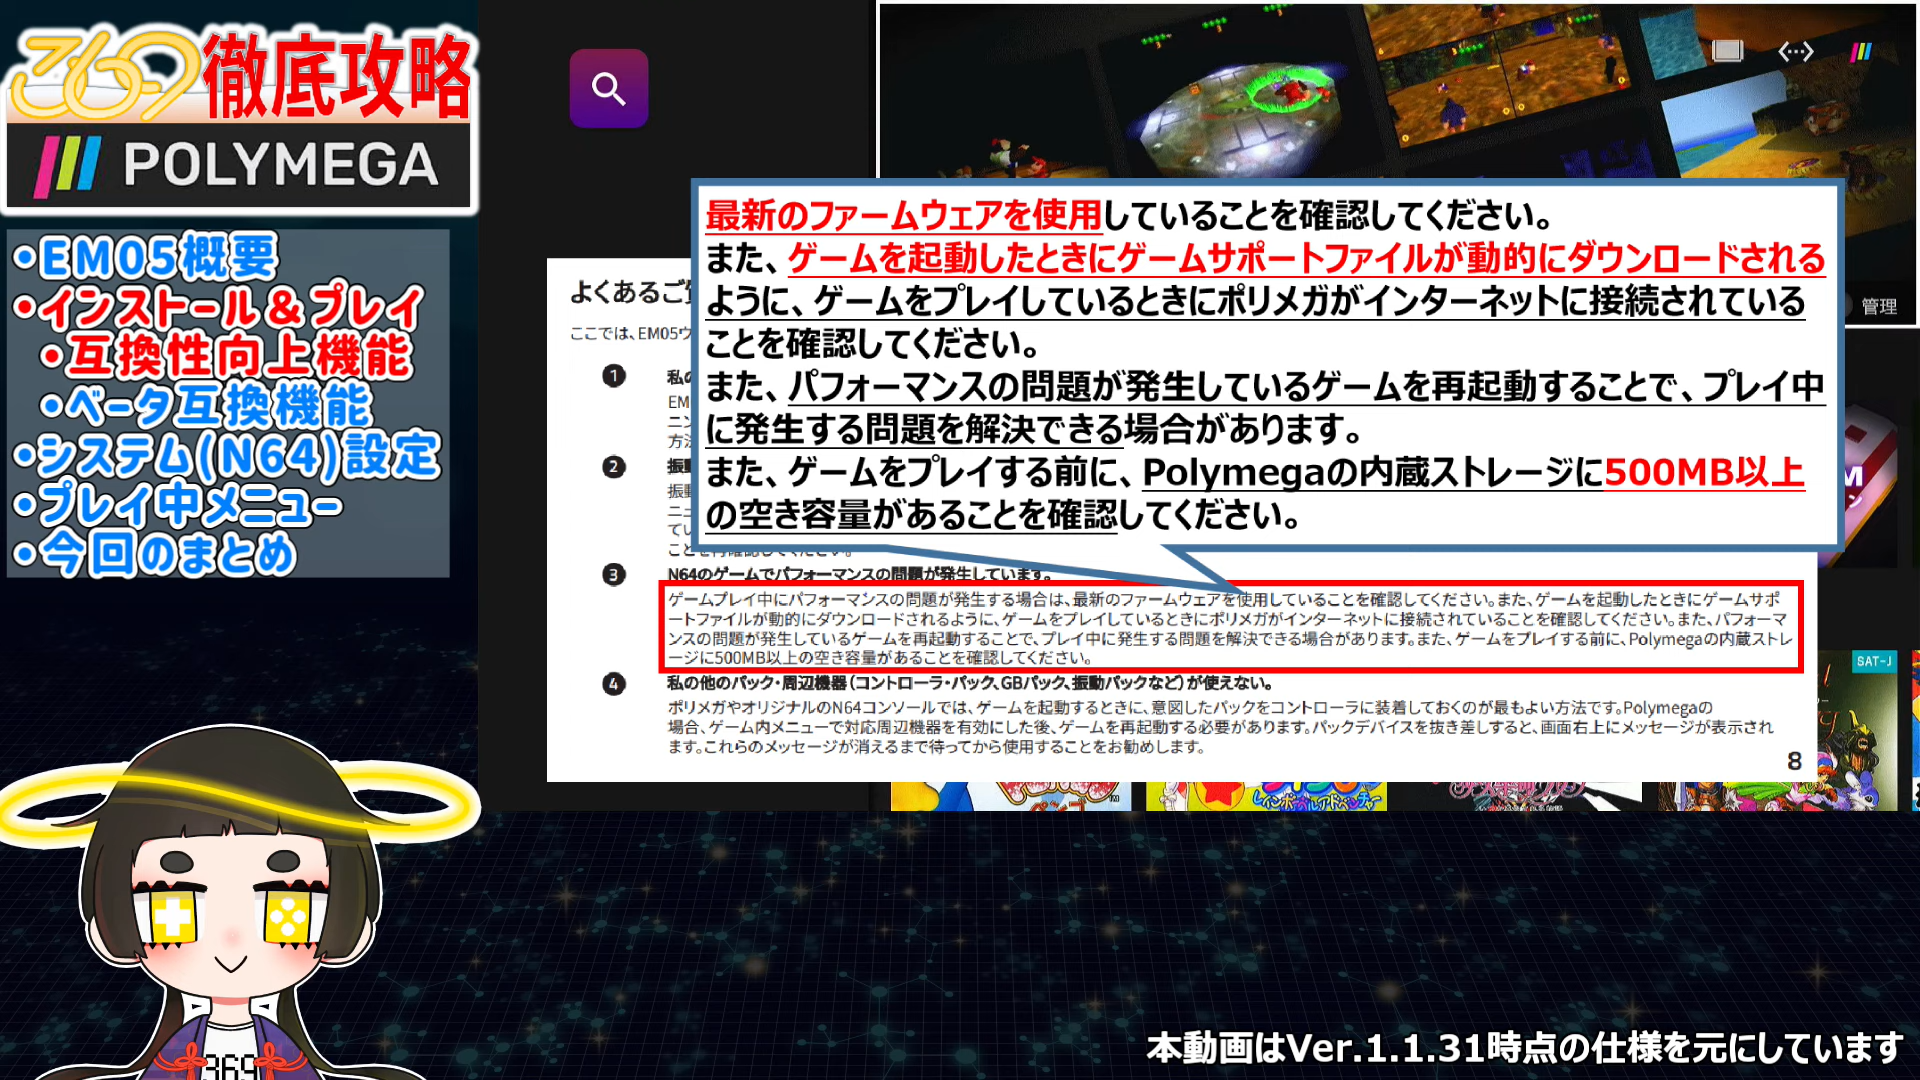 369徹底攻略
POLYMEGA
•EM05概要
•インストール&プレイ
•互換性向上機能
•ベータ互換機能
•システム(N64)設定
•プレイ中メニュー
•今回のまとめ
管理
最新のファームウェアを使用していることを確認してください。
また、ゲームを起動したときにゲームサポートファイルが動的にダウンロードされる
ように、ゲームをプレイしているときにポリメガがインターネットに接続されている
ことを確認してください。
また、パフォーマンスの問題が発生しているゲームを再起動することで、プレイ中
に発生する問題を解決できる場合があります。
また、ゲームをプレイする前に、Polymegaの内蔵ストレージに500MB以上
の空き容量があることを確認してください。
よくあるご
ここでは、EM05ウ
1 私の
EM
ニン
方法
2 振動
振動
ニュ
てい
3 N64のゲームでパフォーマンスの問題が発生しています。
ゲームプレイ中にパフォーマンスの問題が発生する場合は、最新のファームウェアを使用していることを確認してください。また、ゲームを起動したときにゲームサポ
ートファイルが動的にダウンロードされるように、ゲームをプレイしているときにポリメガがインターネットに接続されていることを確認してください。また、パフォーマ
ンスの問題が発生しているゲームを再起動することで、プレイ中に発生する問題を解決できる場合があります。また、ゲームをプレイする前に、Polymegaの内蔵ストレ
ージに500MB以上の空き容量があることを確認してください。
4 私の他のパック・周辺機器(コントローラ・パック、GBパック、振動パックなど)が使えない。
ポリメガやオリジナルのN64コンソールでは、ゲームを起動するときに、意図したパックをコントローラに装着しておくのが最もよい方法です。Polymegaの
場合、ゲーム内メニューで対応周辺機器を有効にした後、ゲームを再起動する必要があります。パックデバイスを抜き差しすると、画面右上にメッセージが表示され
ます。これらのメッセージが消えるまで待ってから使用することをお勧めします。
8
SAT-J
レインボーベルアドベンチャー
369
本動画はVer.1.1.31時点の仕様を元にしています